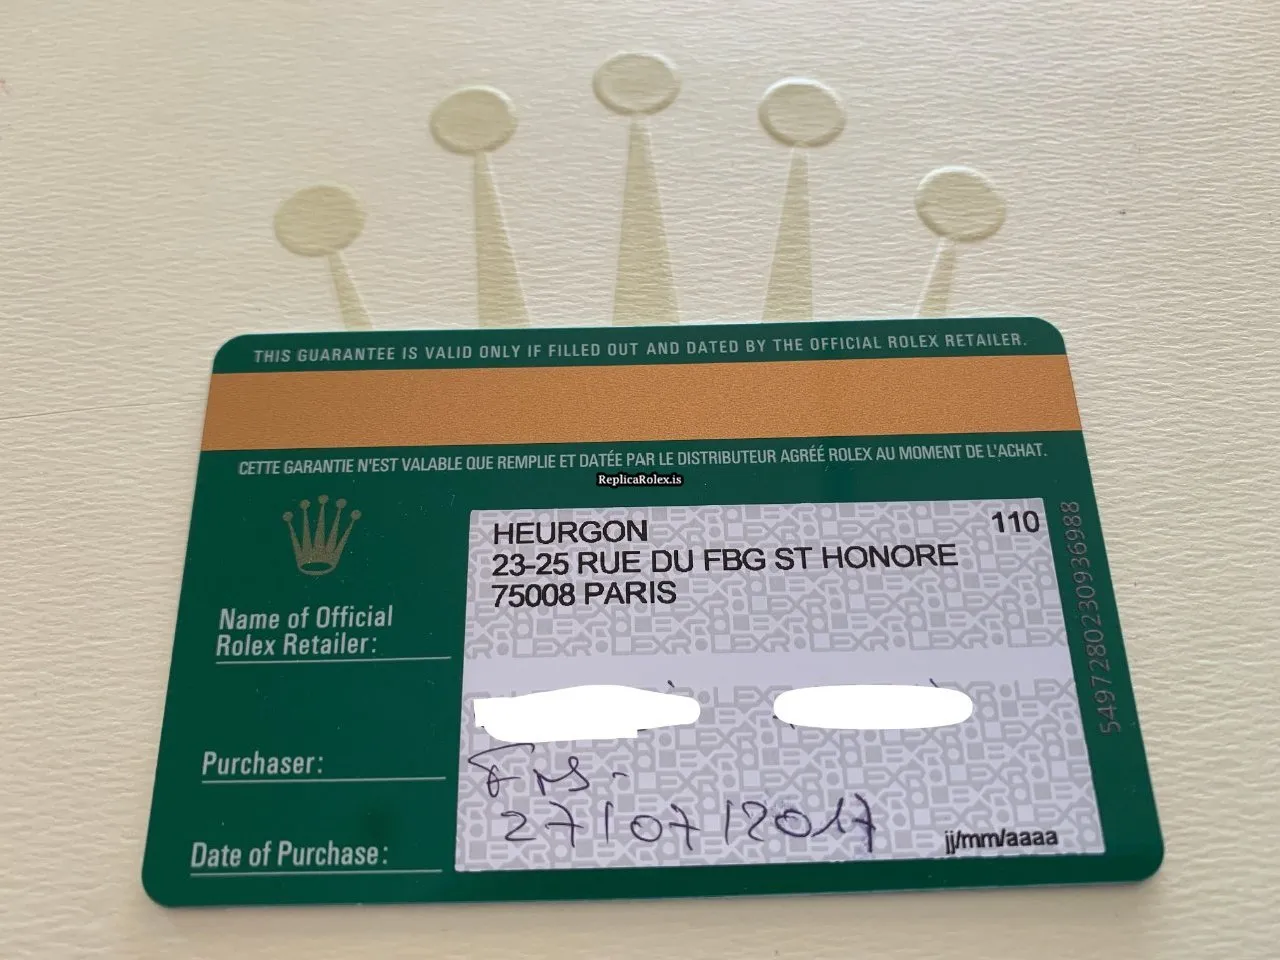 THIS GUARANTEE IS VALID ONLY IF FILLED OUT AND DATED BY THE OFFICIAL ROLEX RETAILER.
CETTE GARANTIE N'EST VALABLE QUE REMPLIE ET DATÉE PAR LE DISTRIBUTEUR AGRÉÉ ROLEX AU MOMENT DE L'ACHAT.
ReplicaRolex.is
HEURGON 110
23-25 RUE DU FBG ST HONORE
75008 PARIS
Name of Official
Rolex Retailer:
5497280230936988
Purchaser:
Date of Purchase:
27/07/2017
jj/mm/aaaa